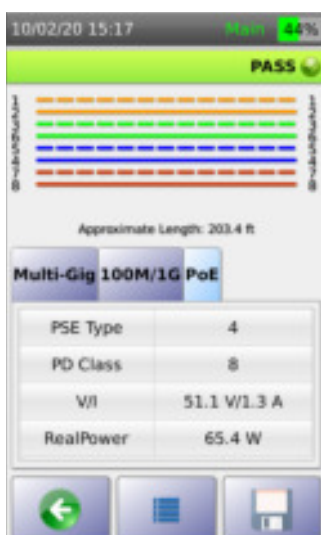 10/02/20 15:17 Main 44%
PASS
1 1
2 2
3 3
6 6
5 5
4 4
7 7
8 8
Approximate Length: 203.4 ft
Multi-Gig 100M/1G PoE
PSE Type 4
PD Class 8
V/I 51.1 V/1.3 A
RealPower 65.4 W